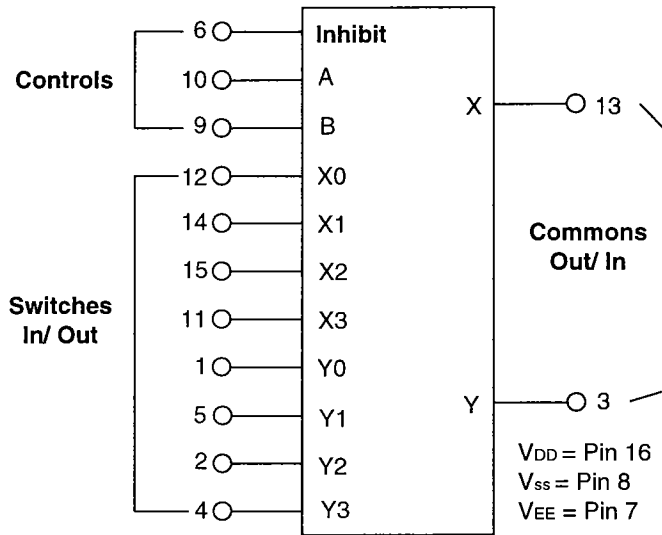 Controls
6 Inhibit
10 A
9 B
Switches
In/ Out
12 X0
14 X1
15 X2
11 X3
1 Y0
5 Y1
2 Y2
4 Y3
X 13
Commons
Out/ In
Y 3
VDD = Pin 16
Vss = Pin 8
VEE = Pin 7